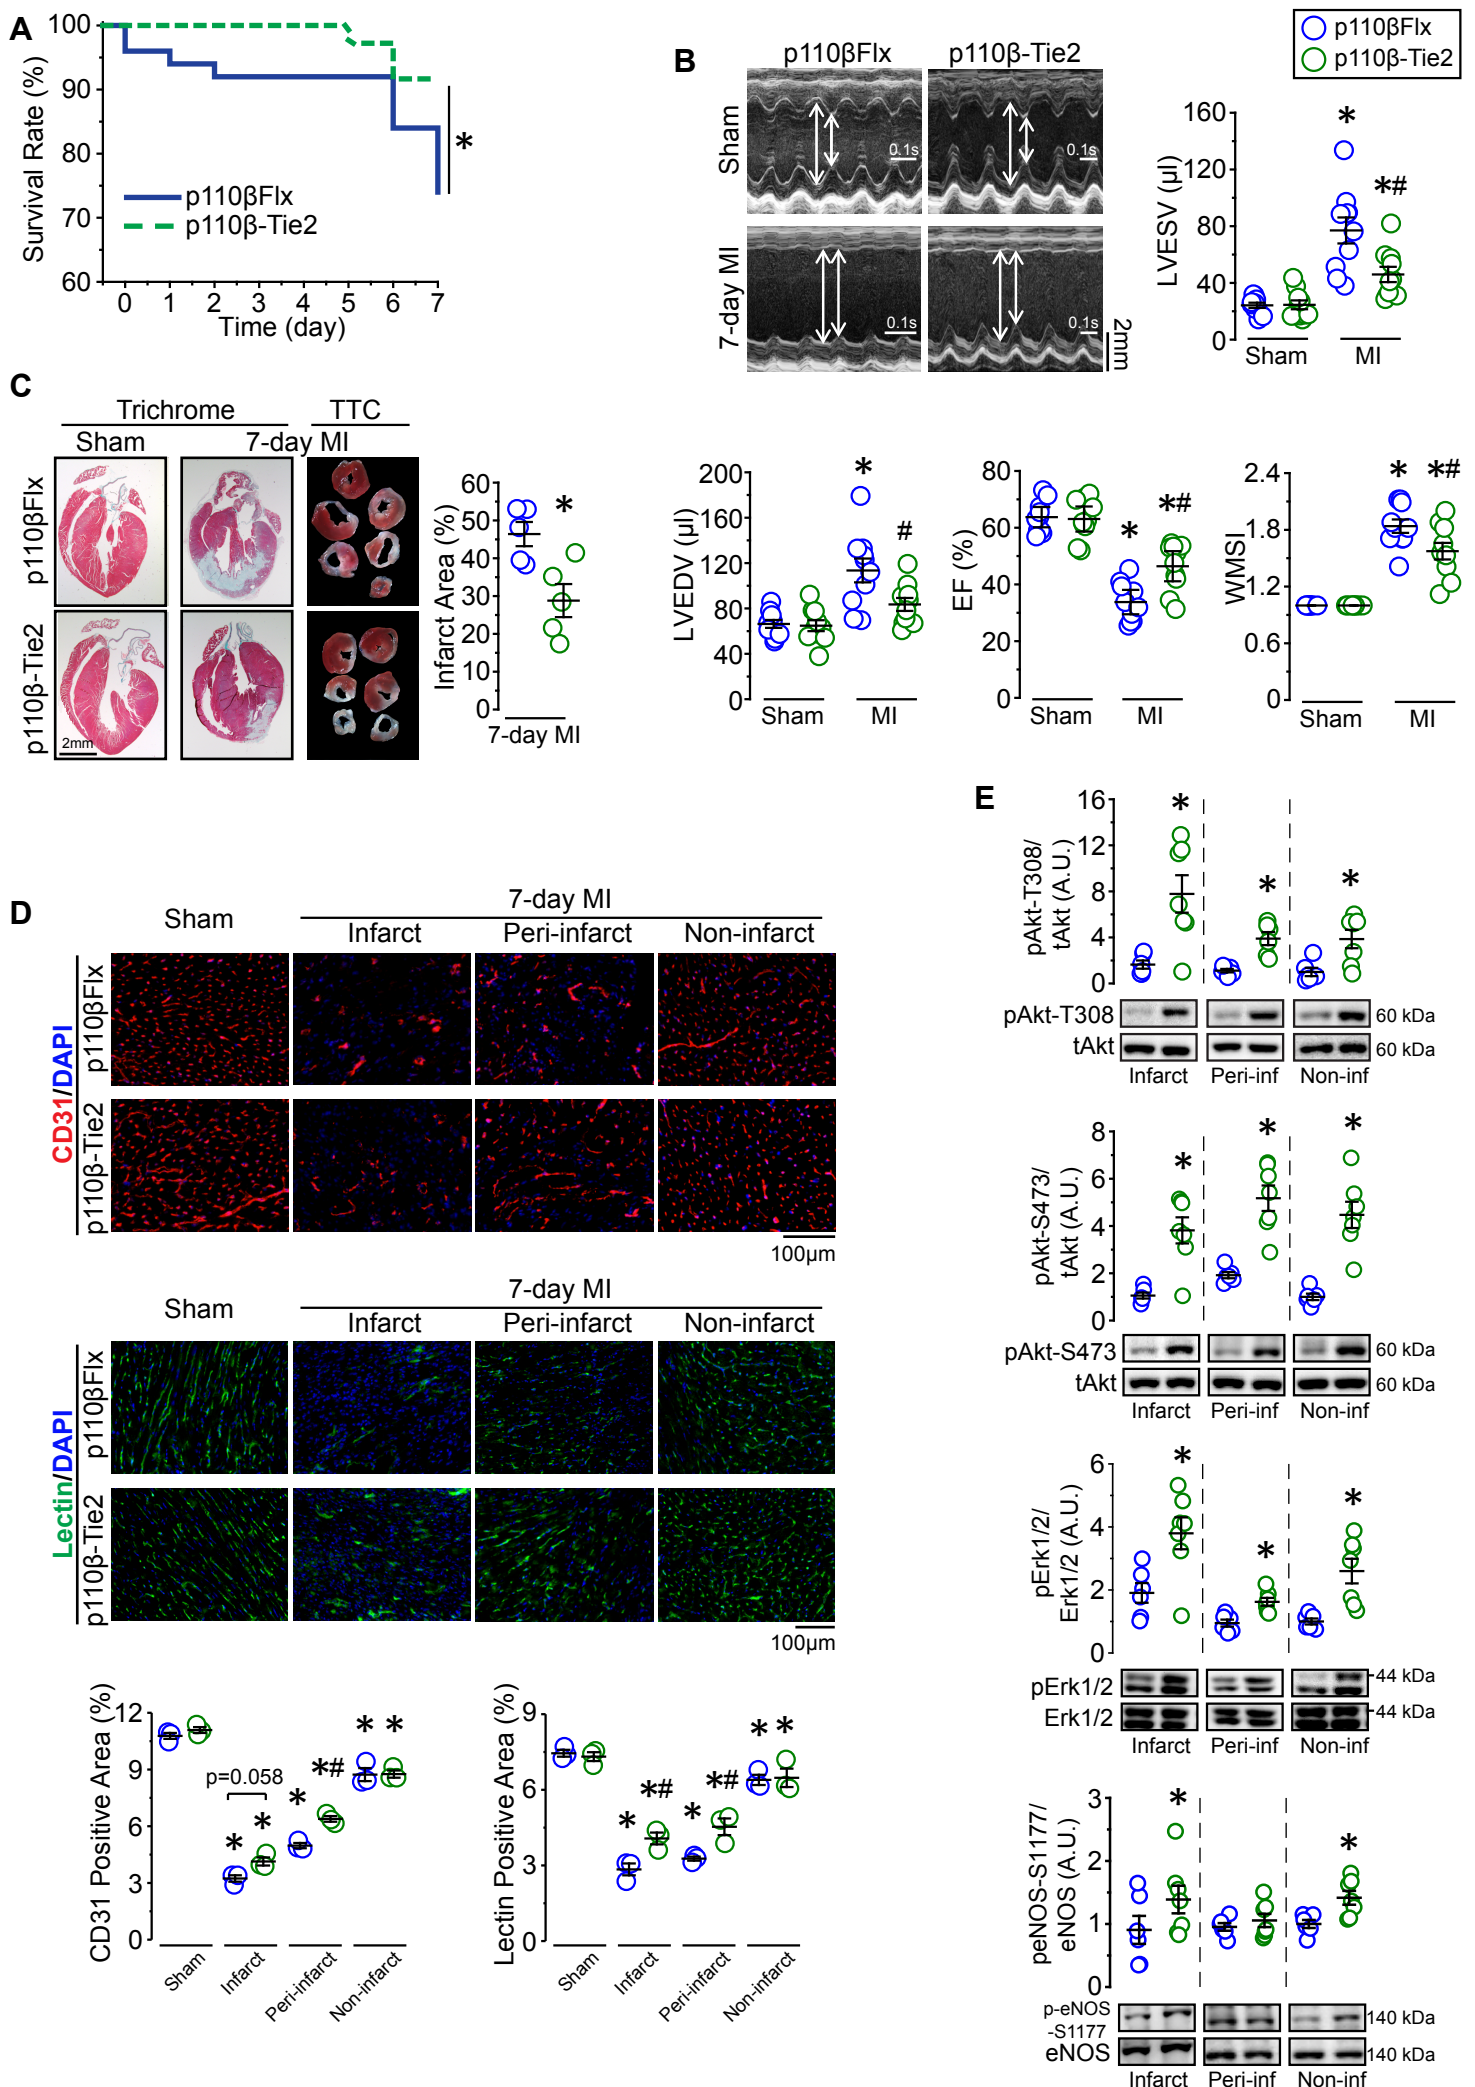 A
100
90
80
70
60
Survival Rate (%)
p110βFlx
p110β-Tie2
*
0 1 2 3 4 5 6 7
Time (day)
B
p110βFlx p110β-Tie2
Sham
0.1s 0.1s
7-day MI
0.1s 0.1s
2mm
p110βFlx
p110β-Tie2
LVESV (µl)
160
120
80
40
0
*
*#
Sham MI
C
Trichrome TTC
Sham 7-day MI
p110βFlx
p110β-Tie2
2mm
Infarct Area (%)
60
50
40
30
20
10
0
*
7-day MI
LVEDV (µl)
200
160
120
80
40
0
*
#
Sham MI
EF (%)
80
60
40
20
0
*
*#
Sham MI
WMSI
2.4
1.8
1.2
0.6
0
*
*#
Sham MI
D
7-day MI
Sham Infarct Peri-infarct Non-infarct
CD31/DAPI
p110βFlx
p110β-Tie2
100µm
7-day MI
Sham Infarct Peri-infarct Non-infarct
Lectin/DAPI
p110βFlx
p110β-Tie2
100µm
CD31 Positive Area (%)
12
9
6
3
0
p=0.058
*
*
*
*#
* *
Sham
Infarct
Peri-infarct
Non-infarct
Lectin Positive Area (%)
9
6
3
0
*
*#
*
*#
* *
Sham
Infarct
Peri-infarct
Non-infarct
E
pAkt-T308/
tAkt (A.U.)
16
12
8
4
0
*
*
*
pAkt-T308 60 kDa
tAkt 60 kDa
Infarct Peri-inf Non-inf
pAkt-S473/
tAkt (A.U.)
8
6
4
2
0
*
*
*
pAkt-S473 60 kDa
tAkt 60 kDa
Infarct Peri-inf Non-inf
pErk1/2/
Erk1/2 (A.U.)
6
4
2
0
*
*
*
pErk1/2 44 kDa
Erk1/2 44 kDa
Infarct Peri-inf Non-inf
peNOS-S1177/
eNOS (A.U.)
3
2
1
0
*
*
p-eNOS
-S1177 140 kDa
eNOS 140 kDa
Infarct Peri-inf Non-inf